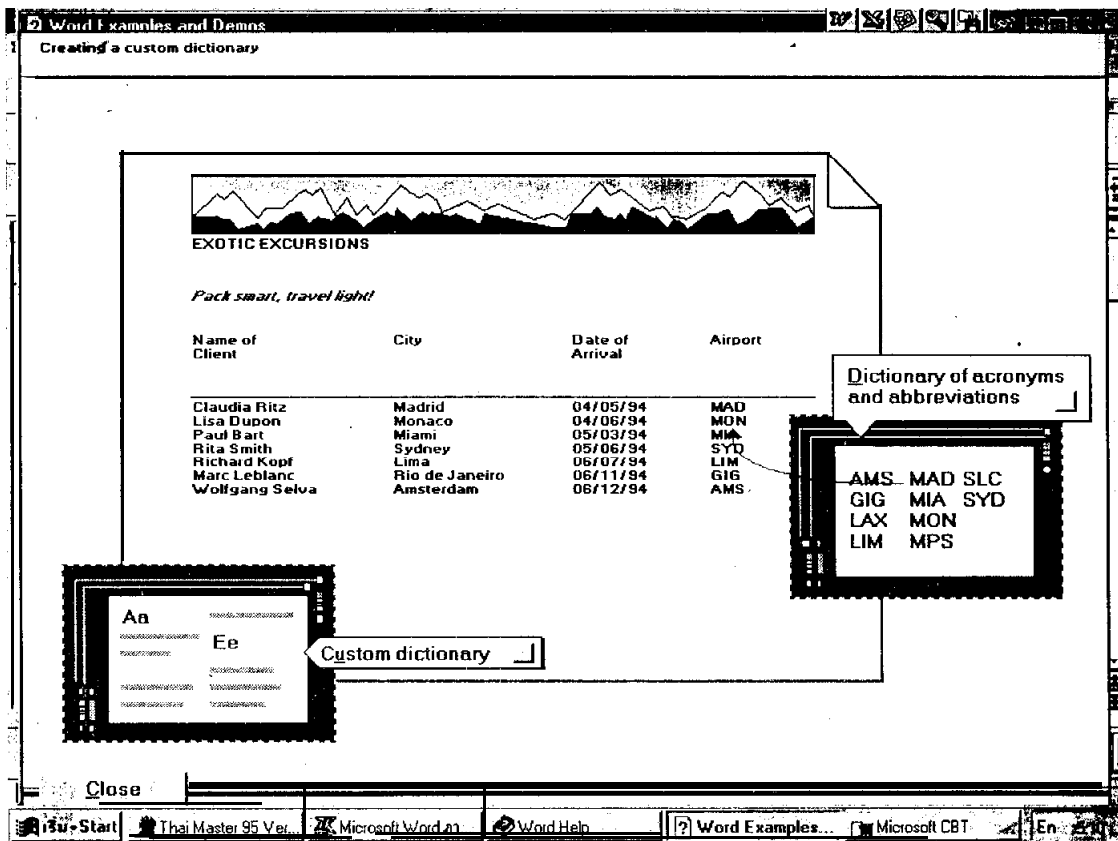 Word Examples and Demos
Creating a custom dictionary
EXOTIC EXCURSIONS
Pack smart, travel light!
Name of Client City Date of Arrival Airport
Claudia Ritz Madrid 04/05/94 MAD
Lisa Dupon Monaco 04/06/94 MON
Paul Bart Miami 05/03/94 MIA
Rita Smith Sydney 05/06/94 SYD
Richard Kopf Lima 06/07/94 LIM
Marc Leblanc Rio de Janeiro 06/11/94 GIG
Wolfgang Selva Amsterdam 06/12/94 AMS
Dictionary of acronyms
and abbreviations
AMS MAD SLC
GIG MIA SYD
LAX MON
LIM MPS
Aa
Ee
Custom dictionary
Close
Start Thai Master 95 Ver... Microsoft Word Word Help Word Examples... Microsoft CBT En